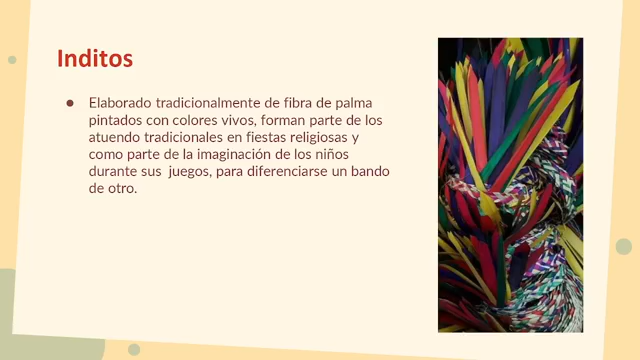 Inditos
● Elaborado tradicionalmente de fibra de palma
pintados con colores vivos, forman parte de los
atuendo tradicionales en fiestas religiosas y
como parte de la imaginación de los niños
durante sus juegos, para diferenciarse un bando
de otro.